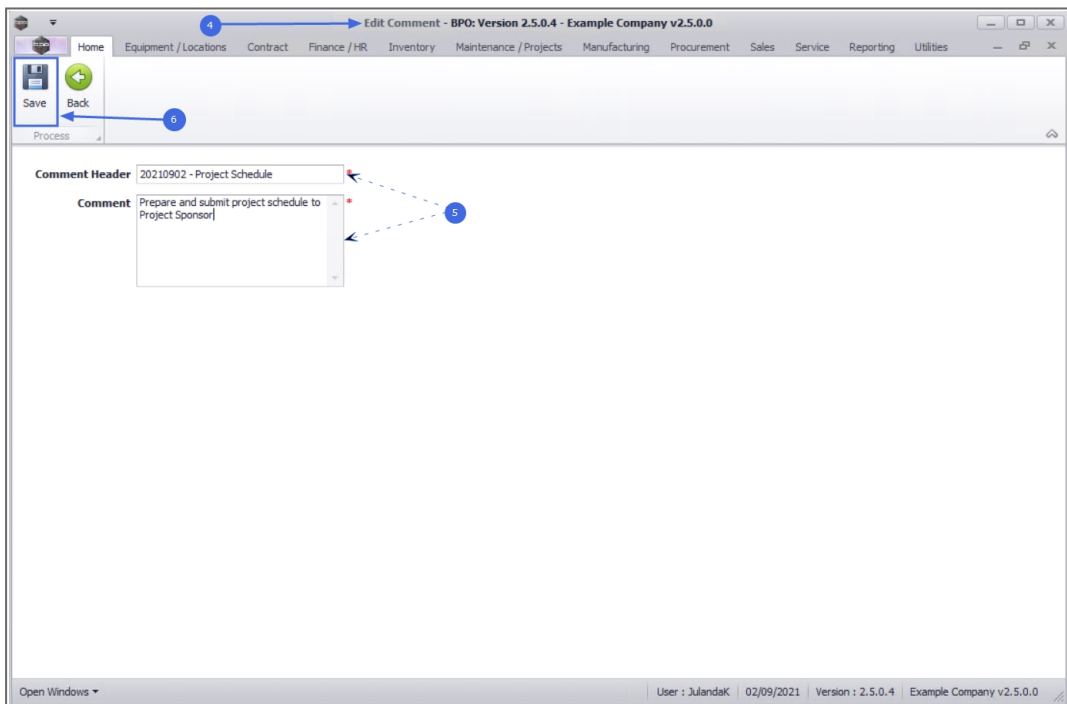 4
Edit Comment - BPO: Version 2.5.0.4 - Example Company v2.5.0.0
Home Equipment / Locations Contract Finance / HR Inventory Maintenance / Projects Manufacturing Procurement Sales Service Reporting Utilities
Save Back
6
Process
Comment Header 20210902 - Project Schedule *
Comment Prepare and submit project schedule to *
Project Sponsor
5
Open Windows User : JulandaK 02/09/2021 Version : 2.5.0.4 Example Company v2.5.0.0